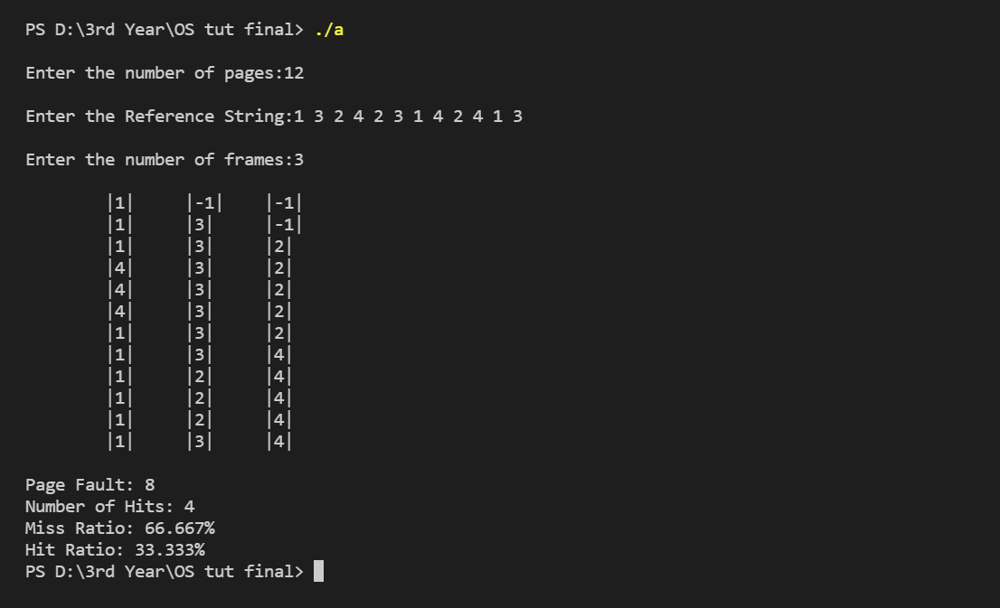 PS D:\3rd Year\OS tut final> ./a
Enter the number of pages:12
Enter the Reference String:1 3 2 4 2 3 1 4 2 4 1 3
Enter the number of frames:3
|1| |-1| |-1|
|1| |3| |-1|
|1| |3| |2|
|4| |3| |2|
|4| |3| |2|
|4| |3| |2|
|1| |3| |2|
|1| |3| |4|
|1| |2| |4|
|1| |2| |4|
|1| |2| |4|
|1| |3| |4|
Page Fault: 8
Number of Hits: 4
Miss Ratio: 66.667%
Hit Ratio: 33.333%
PS D:\3rd Year\OS tut final>